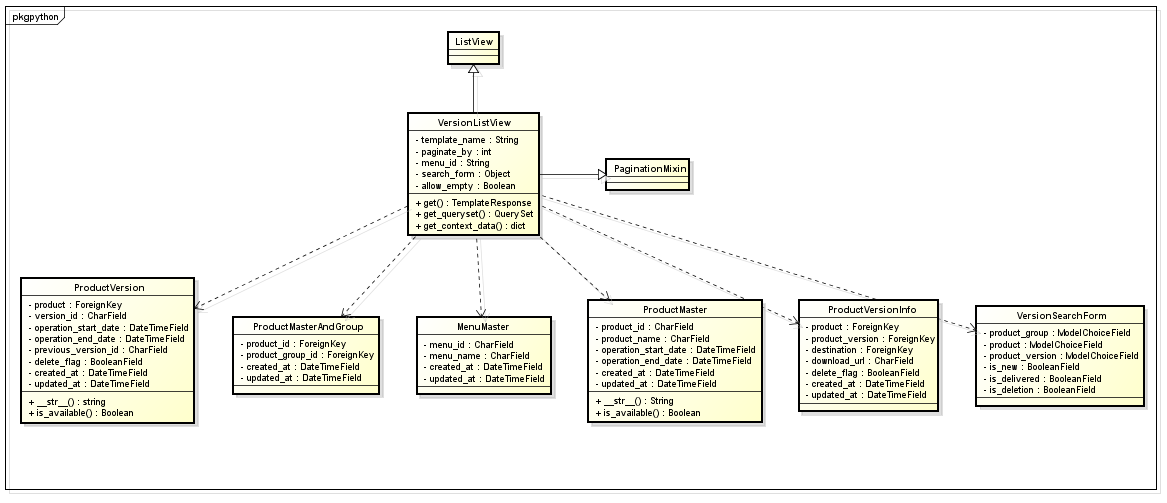 pkgpython
ListView
VersionListView
- template_name : String
- paginate_by : int
- menu_id : String
- search_form : Object
- allow_empty : Boolean
+ get() : TemplateResponse
+ get_queryset() : QuerySet
+ get_context_data() : dict
PaginationMixin
ProductVersion
- product : ForeignKey
- version_id : CharField
- operation_start_date : DateTimeField
- operation_end_date : DateTimeField
- previous_version_id : CharField
- delete_flag : BooleanField
- created_at : DateTimeField
- updated_at : DateTimeField
+ __str__() : string
+ is_available() : Boolean
ProductMasterAndGroup
- product_id : ForeignKey
- product_group_id : ForeignKey
- created_at : DateTimeField
- updated_at : DateTimeField
MenuMaster
- menu_id : CharField
- menu_name : CharField
- created_at : DateTimeField
- updated_at : DateTimeField
ProductMaster
- product_id : CharField
- product_name : CharField
- operation_start_date : DateTimeField
- operation_end_date : DateTimeField
- created_at : DateTimeField
- updated_at : DateTimeField
+ __str__() : String
+ is_available() : Boolean
ProductVersionInfo
- product : ForeignKey
- product_version : ForeignKey
- destination : ForeignKey
- download_url : CharField
- delete_flag : BooleanField
- created_at : DateTimeField
- updated_at : DateTimeField
VersionSearchForm
- product_group : ModelChoiceField
- product : ModelChoiceField
- product_version : ModelChoiceField
- is_new : BooleanField
- is_delivered : BooleanField
- is_deletion : BooleanField